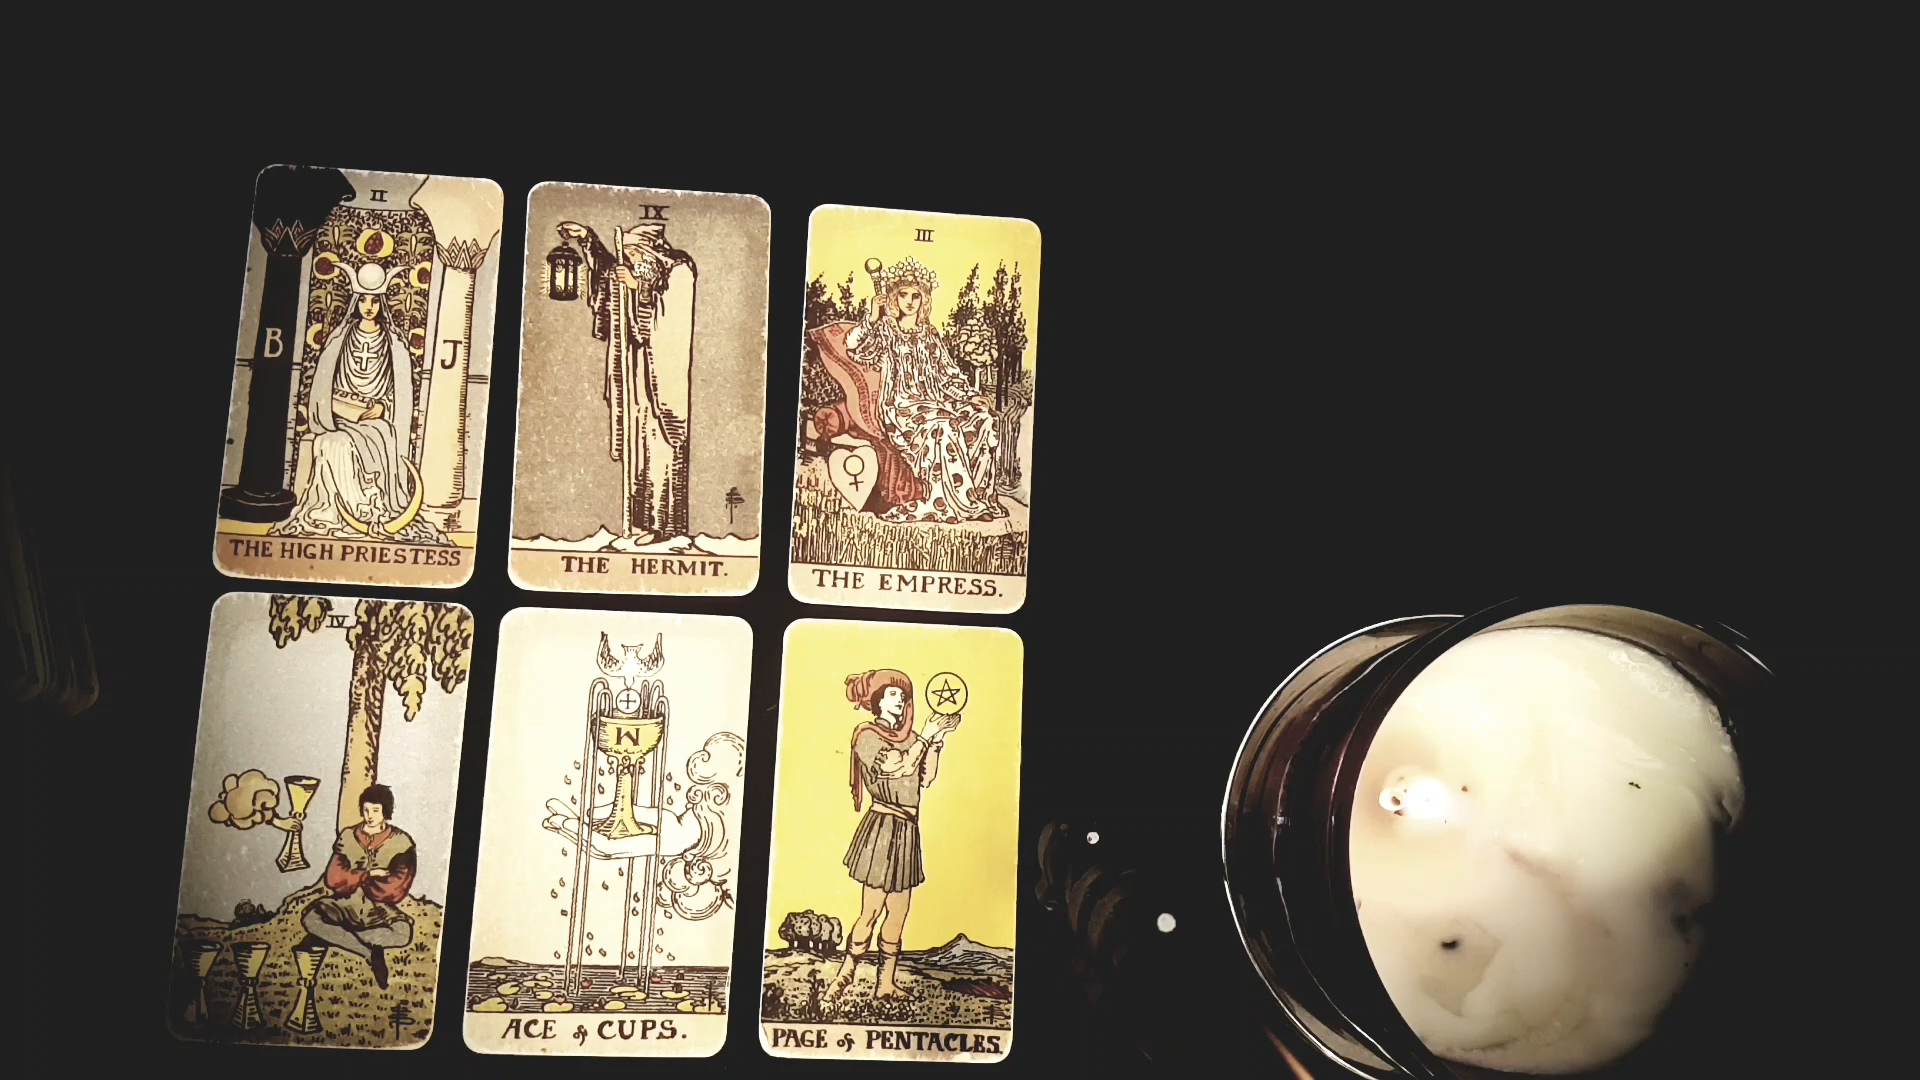 II
B
J
THE HIGH PRIESTESS
IX
THE HERMIT.
III
THE EMPRESS.
IV
W
ACE of CUPS.
PAGE of PENTACLES.